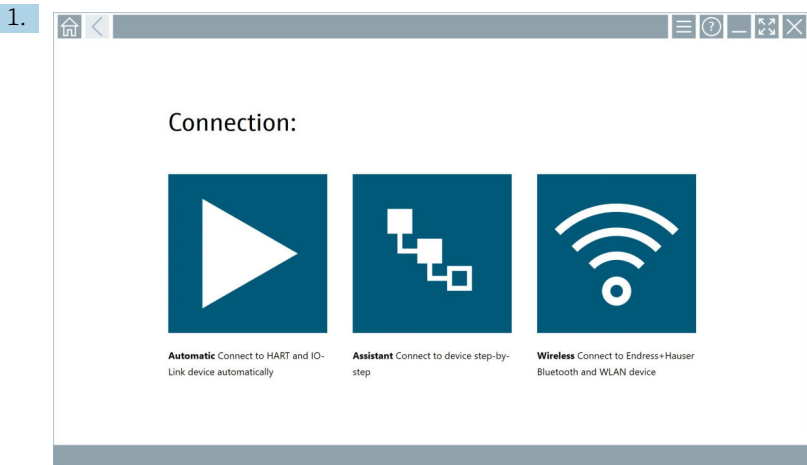 1.
Connection:
Automatic Connect to HART and IO-
Link device automatically
Assistant Connect to device step-by-
step
Wireless Connect to Endress+Hauser
Bluetooth and WLAN device